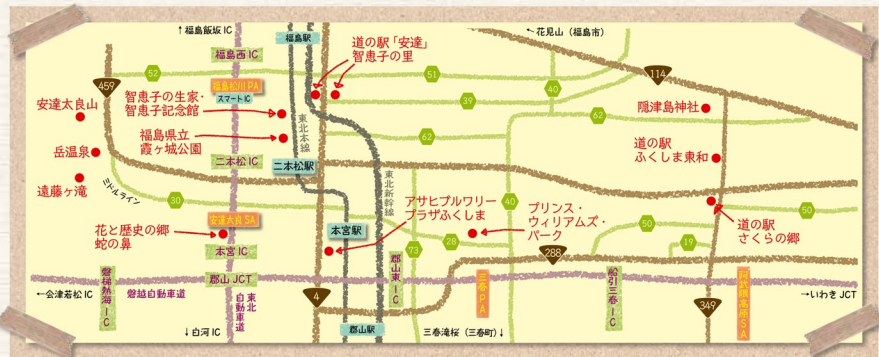 ↑福島飯坂IC
福島駅
←花見山（福島市）
福島西IC
道の駅「安達」
智恵子の里
459
52
福島松川PA
スマートIC
51
114
40
39
安達太良山
智恵子の生家・
智恵子記念館
62
62
隠津島神社
福島県立
霞ヶ城公園
東北本線
岳温泉
二本松IC
二本松駅
道の駅
ふくしま東和
遠藤ヶ滝
ミドルライン
30
東北新幹線
アサヒプルワリー
プラザふくしま
40
プリンス・
ウィリアムズ・
パーク
50
50
道の駅
さくらの郷
安達太良SA
花と歴史の郷
蛇の鼻
本宮駅
本宮IC
73
28
19
288
磐梯熱海IC
郡山JCT
郡山東IC
三春PA
船引三春IC
阿武隈高原SA
←会津若松IC
磐越自動車道
東北
自動車道
4
349
→いわきJCT
↓白河IC
郡山駅
三春滝桜（三春町）↓